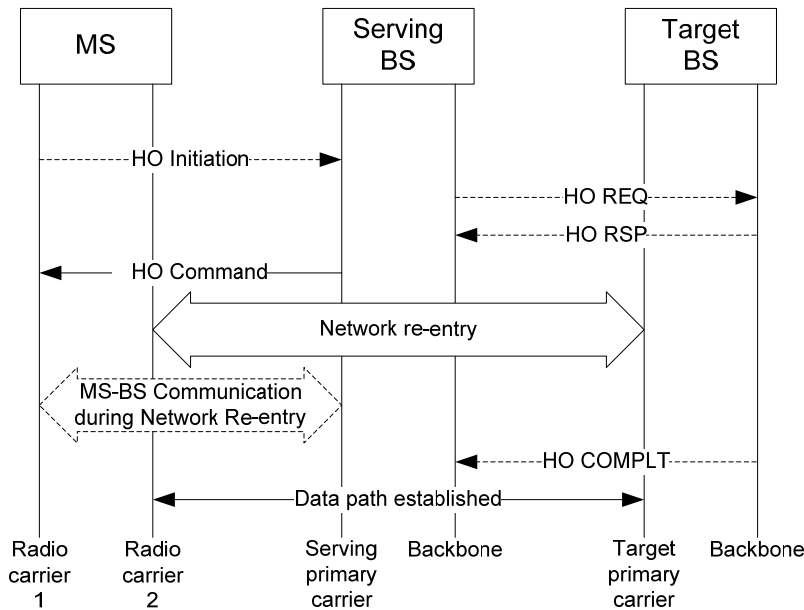 MS
Serving
BS
Target
BS
HO Initiation
HO REQ
HO RSP
HO Command
Network re-entry
MS-BS Communication
during Network Re-entry
HO COMPLT
Data path established
Radio
carrier
1
Radio
carrier
2
Serving
primary
carrier
Backbone
Target
primary
carrier
Backbone